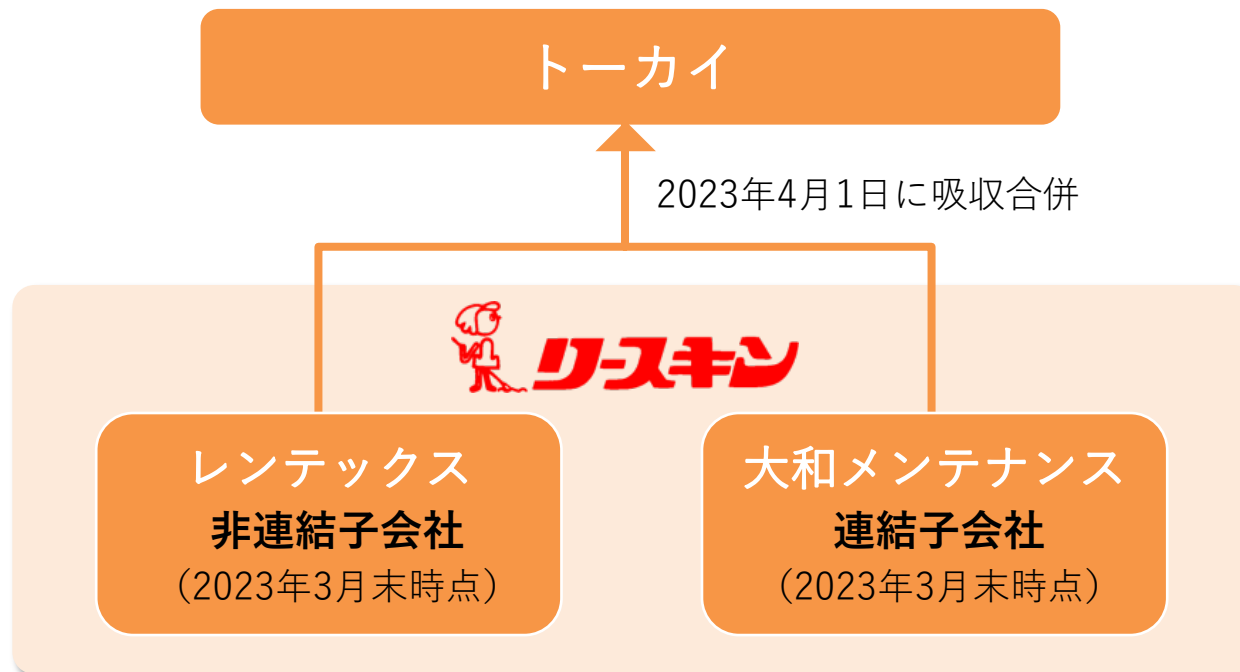 トーカイ
2023年4月1日に吸収合併
リースキン
レンテックス
非連結子会社
（2023年3月末時点）
大和メンテナンス
連結子会社
（2023年3月末時点）